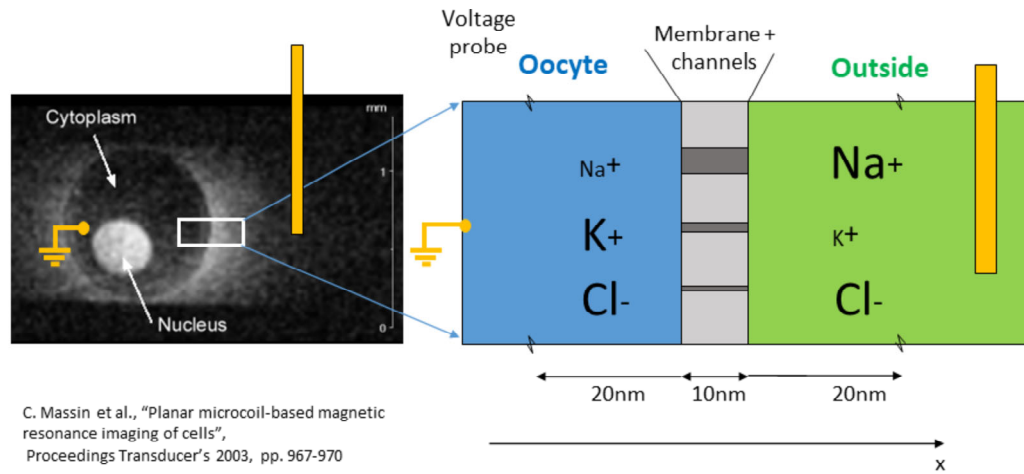 Voltage
probe
Oocyte
Membrane +
channels
Outside
Cytoplasm
mm
1
0
Nucleus
Na+
K+
Cl-
Na+
K+
Cl-
20nm
10nm
20nm
x
C. Massin et al., “Planar microcoil-based magnetic
resonance imaging of cells”,
Proceedings Transducer’s 2003, pp. 967-970